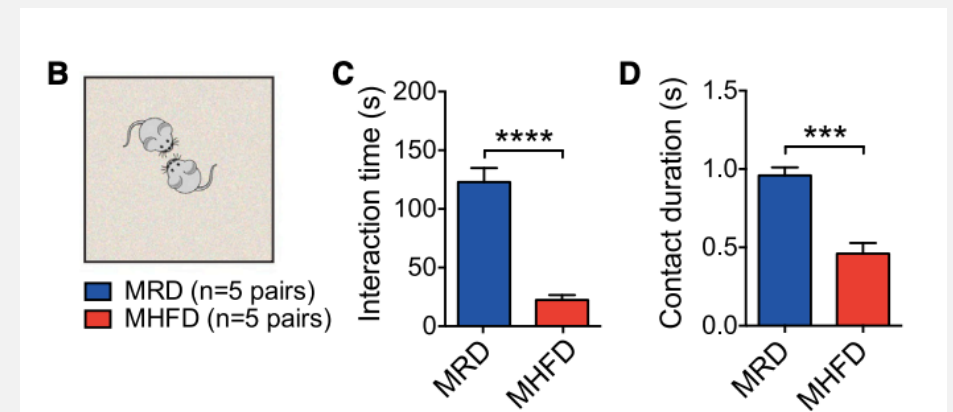 B
MRD (n=5 pairs)
MHFD (n=5 pairs)
C
Interaction time (s)
200
150
100
50
0
****
MRD
MHFD
D
Contact duration (s)
1.5
1.0
0.5
0.0
***
MRD
MHFD